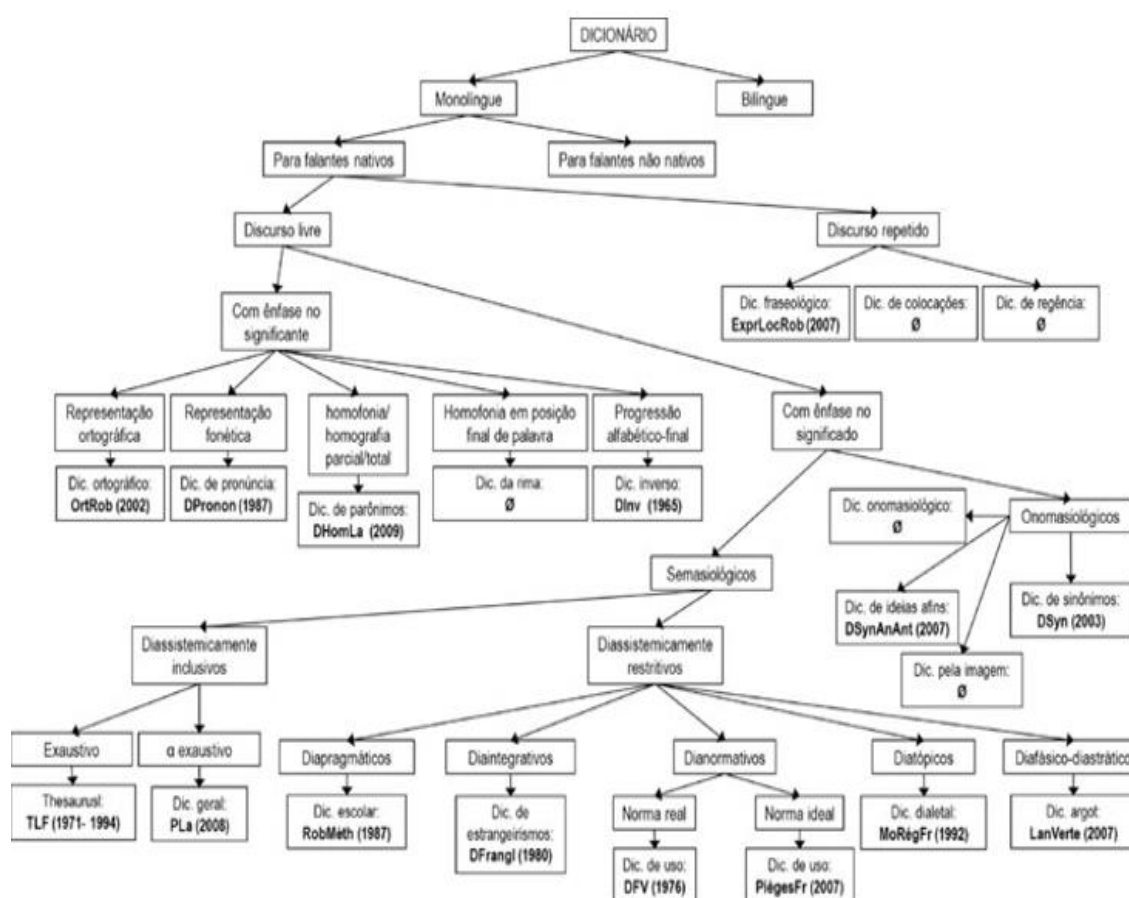 DICIONÁRIO
Monolíngue
Bilíngue
Para falantes nativos
Para falantes não nativos
Discurso livre
Discurso repetido
Dic. fraseológico:
ExprLocRob (2007)
Dic. de colocações:
Ø
Dic. de regência:
Ø
Com ênfase no
significante
Representação
ortográfica
Representação
fonética
homofonia/
homografia
parcial/total
Homofonia em posição
final de palavra
Progressão
alfabético-final
Com ênfase no
significado
Dic. ortográfico:
OrtRob (2002)
Dic. de pronúncia:
DPronon (1987)
Dic. de parônimos:
DHomLa (2009)
Dic. da rima:
Ø
Dic. inverso:
DInv (1965)
Dic. onomasiológico:
Ø
Onomasiológicos
Semasiológicos
Dic. de ideias afins:
DSynAnAnt (2007)
Dic. de sinônimos:
DSyn (2003)
Dic. pela imagem:
Ø
Diassistemicamente
inclusivos
Diassistemicamente
restritivos
Exaustivo
α exaustivo
Diapragmáticos
Diaintegrativos
Dianormativos
Diatópicos
Diafásico-diastrático
Thesaurusl:
TLF (1971- 1994)
Dic. geral:
PLa (2008)
Dic. escolar:
RobMéth (1987)
Dic. de
estrangeirismos:
DFrangl (1980)
Norma real
Norma ideal
Dic. dialetal:
MoRégFr (1992)
Dic. argot:
LanVerte (2007)
Dic. de uso:
DFV (1976)
Dic. de uso:
PiègesFr (2007)